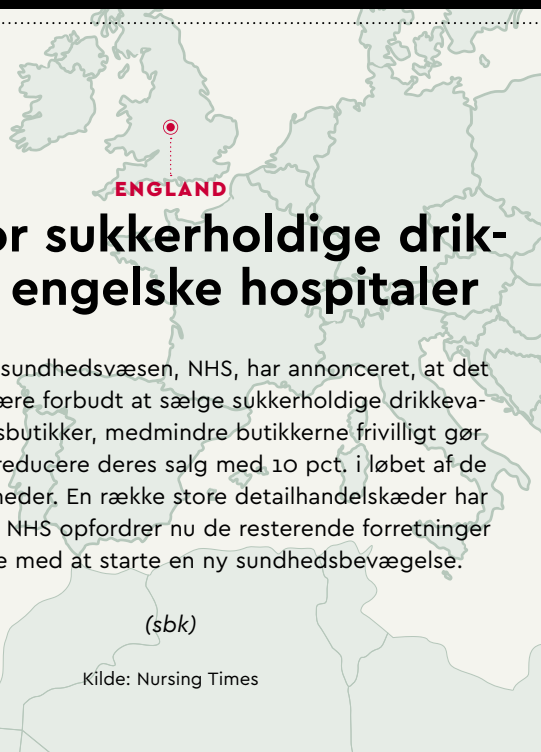 ENGLAND
or sukkerholdige drik-
engelske hospitaler
sundhedsvæsen, NHS, har annonceret, at det
ære forbudt at sælge sukkerholdige drikkeva-
sbutikker, medmindre butikkerne frivilligt gør
reducere deres salg med 10 pct. i løbet af de
neder. En række store detailhandelskæder har
NHS opfordrer nu de resterende forretninger
e med at starte en ny sundhedsbevægelse.
(sbk)
Kilde: Nursing Times